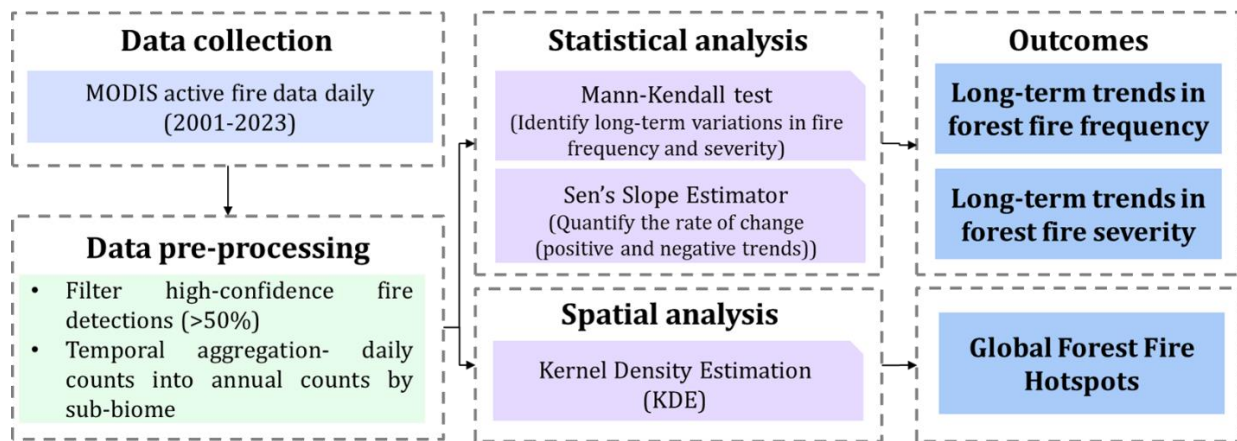 Data collection
MODIS active fire data daily
(2001-2023)
Data pre-processing
• Filter high-confidence fire
detections (>50%)
• Temporal aggregation- daily
counts into annual counts by
sub-biome
Statistical analysis
Mann-Kendall test
(Identify long-term variations in fire
frequency and severity)
Sen’s Slope Estimator
(Quantify the rate of change
(positive and negative trends))
Spatial analysis
Kernel Density Estimation
(KDE)
Outcomes
Long-term trends in
forest fire frequency
Long-term trends in
forest fire severity
Global Forest Fire
Hotspots